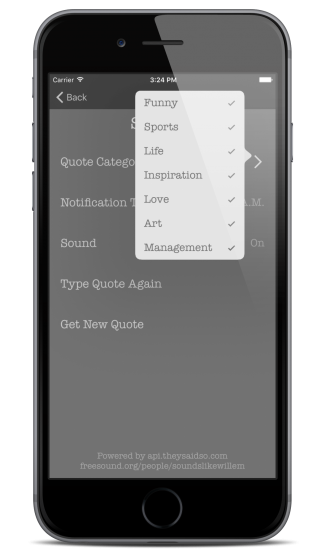 Carrier 3:24 PM
Back
S
Funny
Sports
Life
Quote Catego
Inspiration
Notification T
Love
A.M.
Art
Sound
Management
On
Type Quote Again
Get New Quote
Powered by api.theysaidso.com
freesound.org/people/soundslikewillem